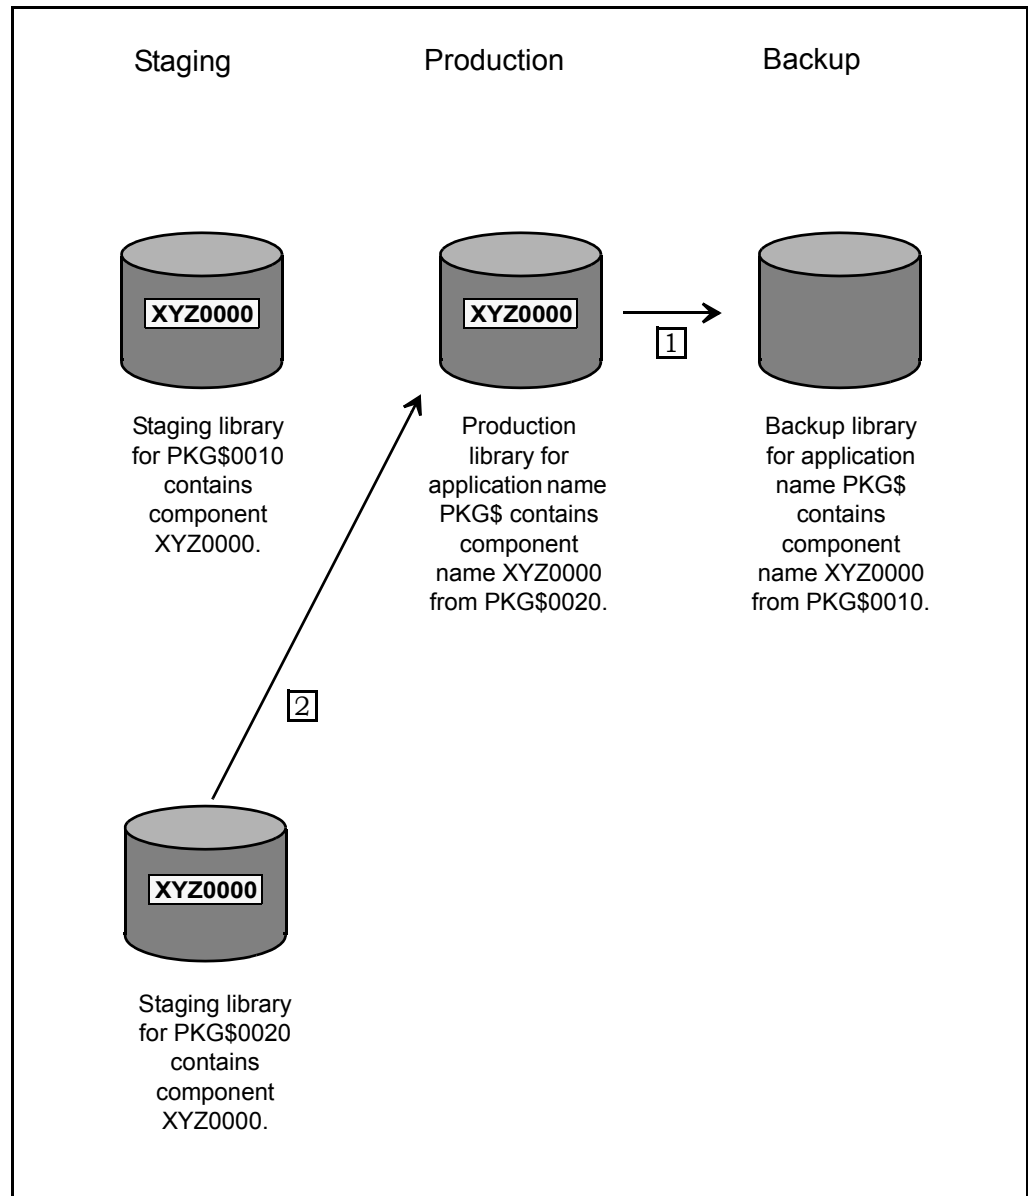 Staging
Production
Backup
XYZ0000
XYZ0000
1
Staging library
for PKG$0010
contains
component
XYZ0000.
Production
library for
application name
PKG$ contains
component
name XYZ0000
from PKG$0020.
Backup library
for application
name PKG$
contains
component
name XYZ0000
from PKG$0010.
2
XYZ0000
Staging library
for PKG$0020
contains
component
XYZ0000.